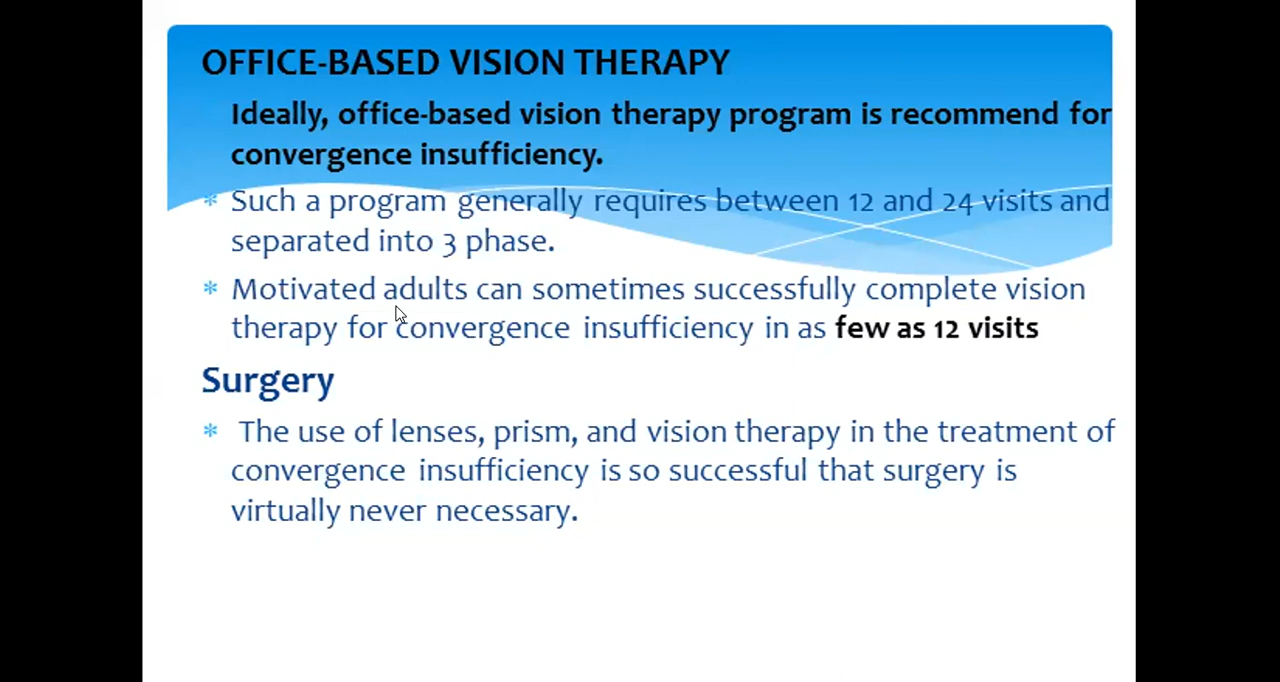 OFFICE-BASED VISION THERAPY
Ideally, office-based vision therapy program is recommend for
convergence insufficiency.
* Such a program generally requires between 12 and 24 visits and
separated into 3 phase.
* Motivated adults can sometimes successfully complete vision
therapy for convergence insufficiency in as few as 12 visits
Surgery
* The use of lenses, prism, and vision therapy in the treatment of
convergence insufficiency is so successful that surgery is
virtually never necessary.